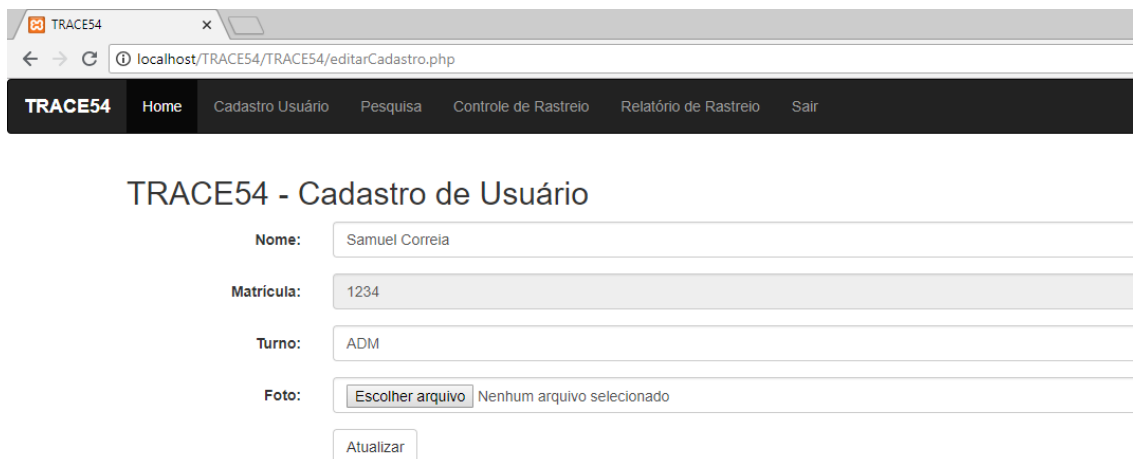 TRACE54
localhost/TRACE54/TRACE54/editarCadastro.php
TRACE54 Home Cadastro Usuário Pesquisa Controle de Rastreio Relatório de Rastreio Sair
TRACE54 - Cadastro de Usuário
Nome: Samuel Correia
Matrícula: 1234
Turno: ADM
Foto: Escolher arquivo Nenhum arquivo selecionado
Atualizar